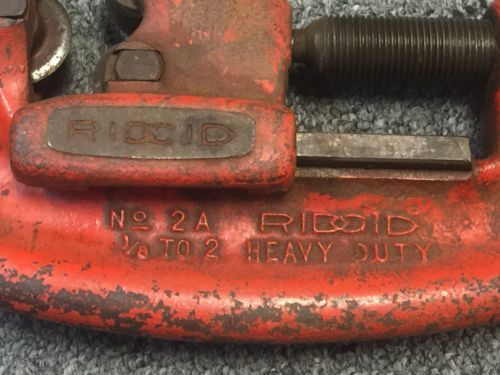 RIDGID
No 2A RIDGID
1/8 TO 2 HEAVY DUTY